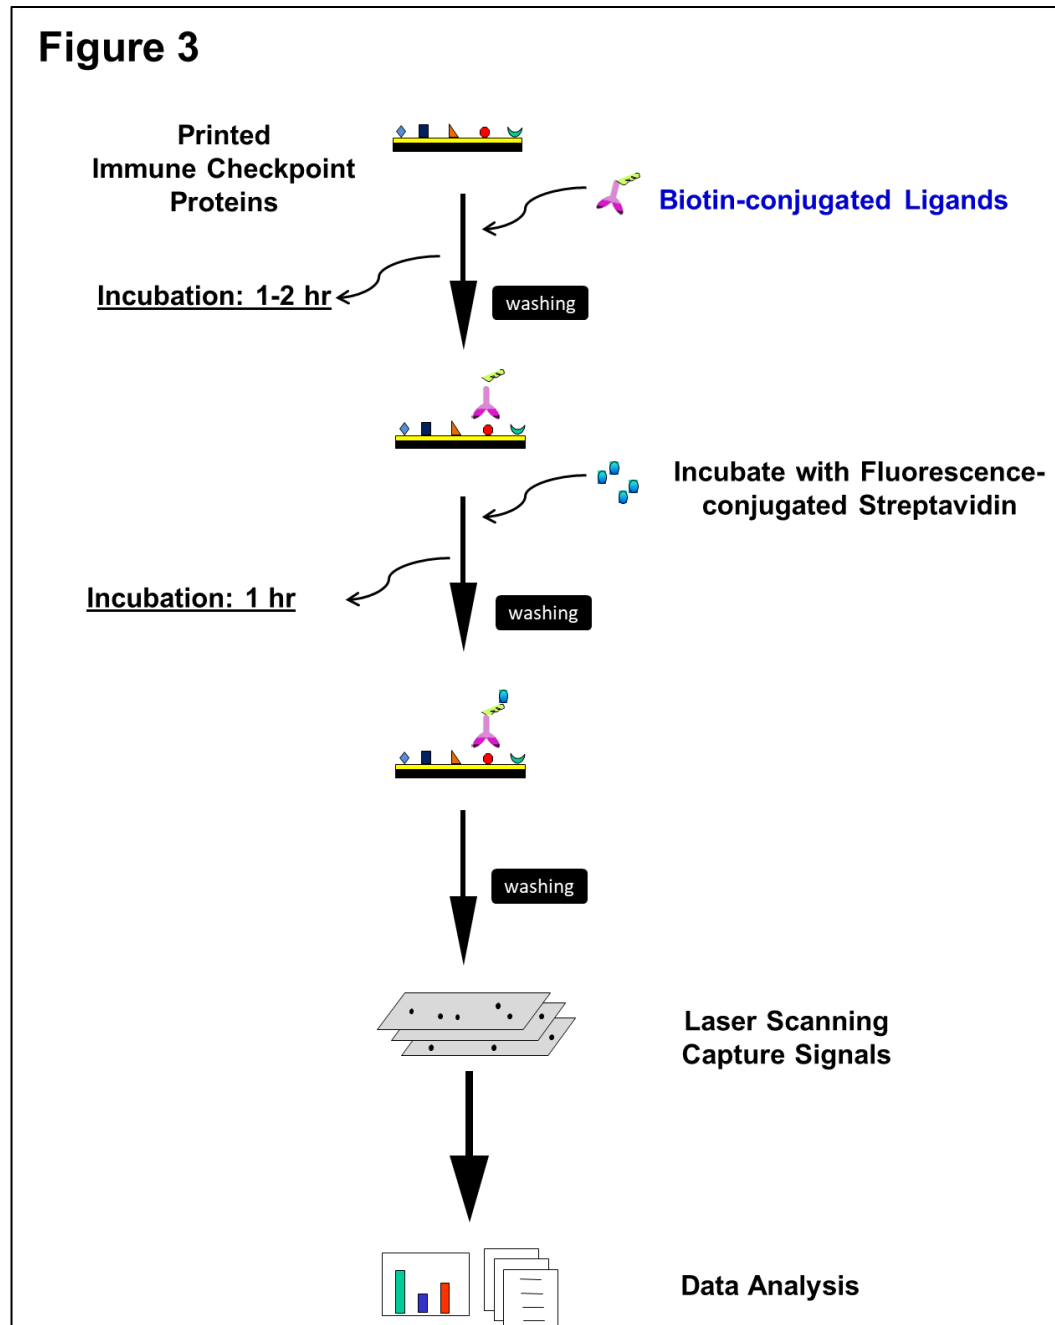 Figure 3
Printed
Immune Checkpoint
Proteins
Biotin-conjugated Ligands
Incubation: 1-2 hr
washing
Incubate with Fluorescence-
conjugated Streptavidin
Incubation: 1 hr
washing
washing
Laser Scanning
Capture Signals
Data Analysis